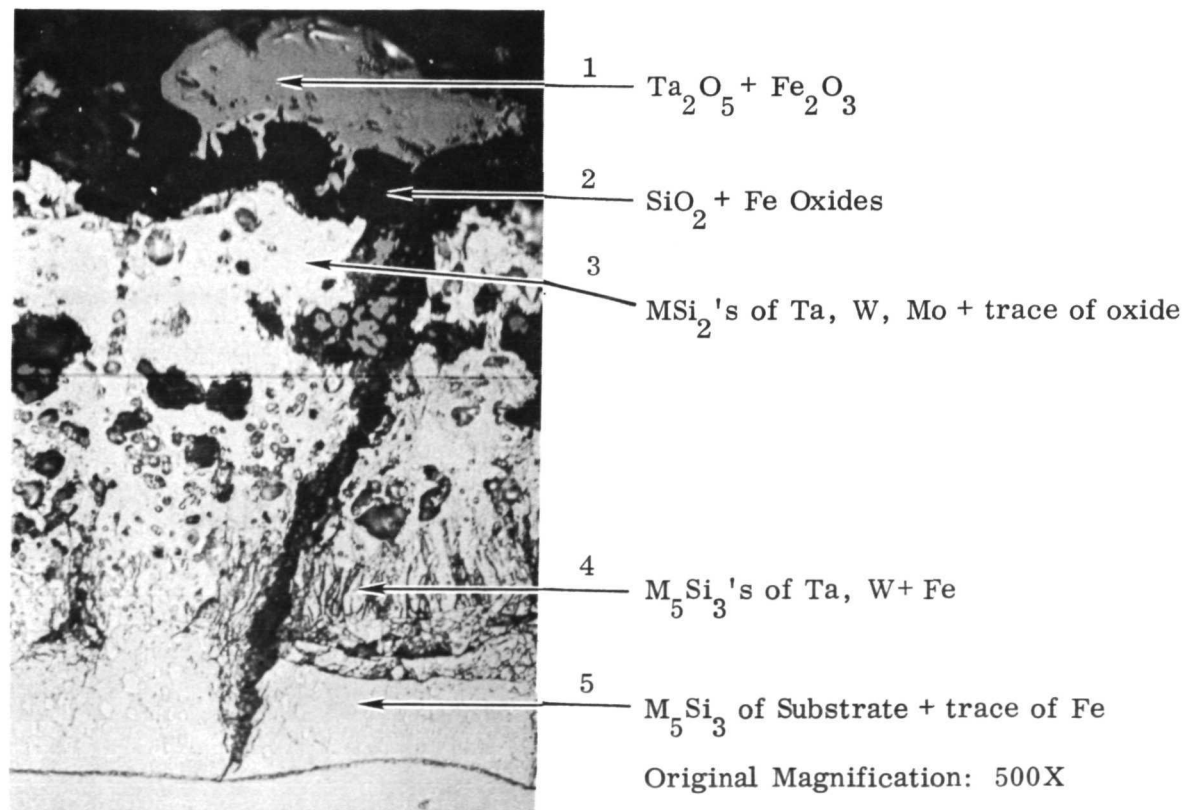 1 Ta2O5 + Fe2O3
2 SiO2 + Fe Oxides
3 MSi2's of Ta, W, Mo + trace of oxide
4 M5Si3's of Ta, W + Fe
5 M5Si3 of Substrate + trace of Fe
Original Magnification: 500X